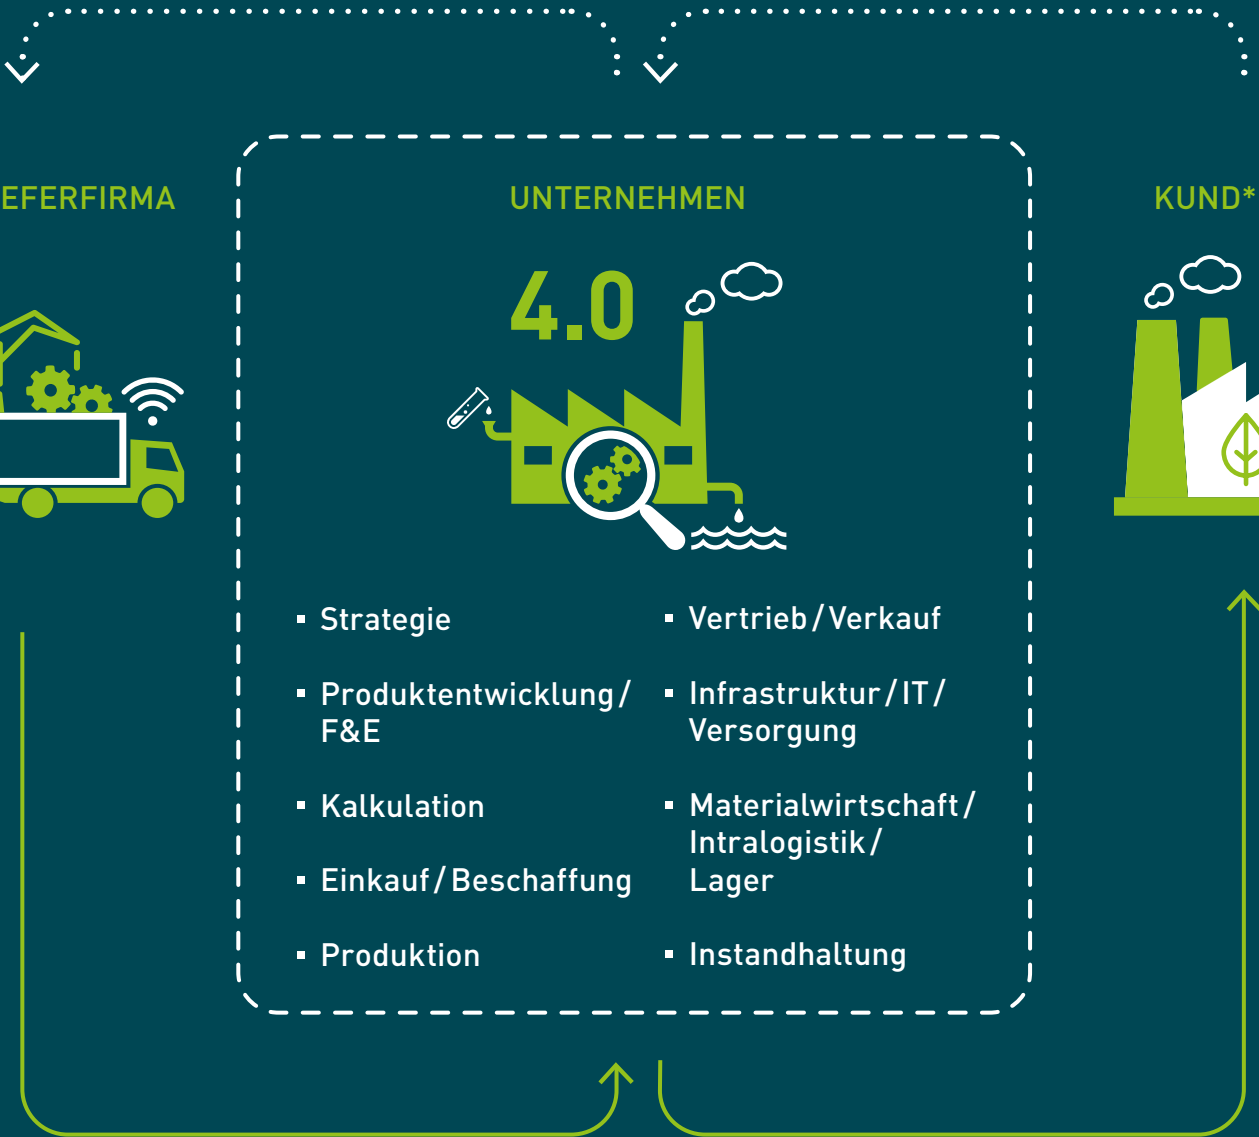 EFERFIRMA
UNTERNEHMEN
KUND*
4.0
▪ Strategie
▪ Produktentwicklung/
F&E
▪ Kalkulation
▪ Einkauf/Beschaffung
▪ Produktion
▪ Vertrieb/Verkauf
▪ Infrastruktur/IT/
Versorgung
▪ Materialwirtschaft/
Intralogistik/
Lager
▪ Instandhaltung